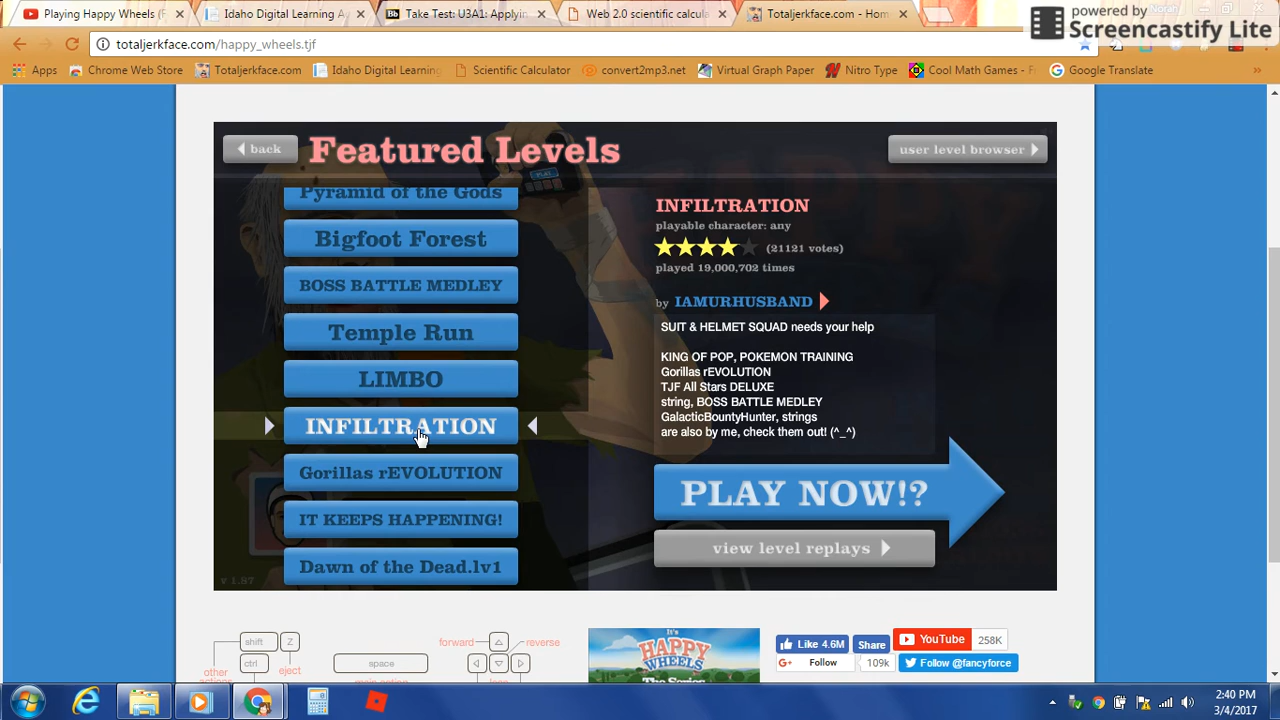 Playing Happy Wheels (F
Idaho Digital Learning A
Bb Take Test: U3A1: Applyin
Web 2.0 scientific calcula
Totaljerkface.com - Hom
powered by
Screencastify Lite
totaljerkface.com/happy_wheels.tjf
Apps
Chrome Web Store
Totaljerkface.com
Idaho Digital Learning
Scientific Calculator
convert2mp3.net
Virtual Graph Paper
Nitro Type
Cool Math Games - F
Google Translate
back
Featured Levels
user level browser
Pyramid of the Gods
Bigfoot Forest
BOSS BATTLE MEDLEY
Temple Run
LIMBO
INFILTRATION
Gorillas rEVOLUTION
IT KEEPS HAPPENING!
Dawn of the Dead.lv1
v 1.87
INFILTRATION
playable character: any
(21121 votes)
played 19,000,702 times
by IAMURHUSBAND
SUIT & HELMET SQUAD needs your help
KING OF POP, POKEMON TRAINING
Gorillas rEVOLUTION
TJF All Stars DELUXE
string, BOSS BATTLE MEDLEY
GalacticBountyHunter, strings
are also by me, check them out! (^_^)
PLAY NOW!?
view level replays
shift
Z
ctrl
eject
other
actions
space
forward
reverse
IT'S
HAPPY
WHEELS
The Series
Like 4.6M
Share
YouTube
258K
G+ Follow
109k
Follow @fancyforce
2:40 PM
3/4/2017